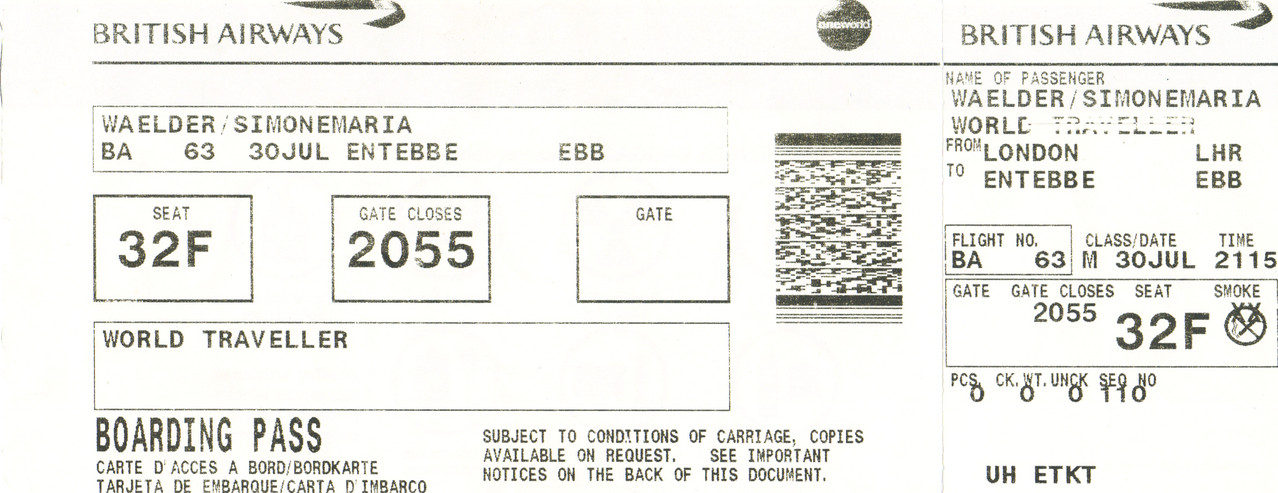 BRITISH AIRWAYS
oneworld
WAELDER/SIMONEMARIA
BA 63 30JUL ENTEBBE EBB
SEAT
32F
GATE CLOSES
2055
GATE
WORLD TRAVELLER
BOARDING PASS
CARTE D'ACCES A BORD/BORDKARTE
TARJETA DE EMBARQUE/CARTA D'IMBARCO
SUBJECT TO CONDITIONS OF CARRIAGE, COPIES
AVAILABLE ON REQUEST. SEE IMPORTANT
NOTICES ON THE BACK OF THIS DOCUMENT.
BRITISH AIRWAYS
NAME OF PASSENGER
WAELDER/SIMONEMARIA
WORLD TRAVELLER
FROM LONDON LHR
TO ENTEBBE EBB
FLIGHT NO. CLASS/DATE TIME
BA 63 M 30JUL 2115
GATE GATE CLOSES SEAT SMOKE
2055 32F
PCS. CK.WT. UNCK SEQ NO
0 0 0 110
UH ETKT